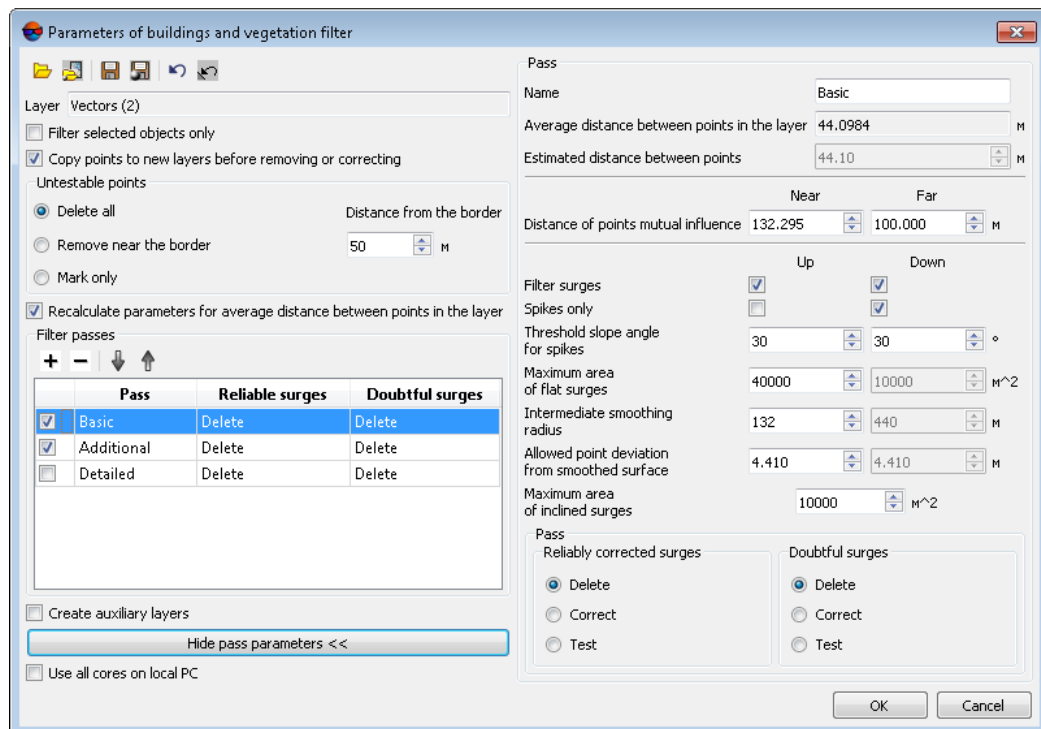 Parameters of buildings and vegetation filter
Layer Vectors (2)
Filter selected objects only
Copy points to new layers before removing or correcting
Untestable points
Delete all Distance from the border
Remove near the border 50 м
Mark only
Recalculate parameters for average distance between points in the layer
Filter passes
Pass Reliable surges Doubtful surges
Basic Delete Delete
Additional Delete Delete
Detailed Delete Delete
Create auxiliary layers
Hide pass parameters <<
Use all cores on local PC
Pass
Name Basic
Average distance between points in the layer 44.0984 м
Estimated distance between points 44.10 м
Near Far
Distance of points mutual influence 132.295 100.000 м
Up Down
Filter surges
Spikes only
Threshold slope angle
for spikes 30 30 °
Maximum area
of flat surges 40000 10000 м^2
Intermediate smoothing
radius 132 440 м
Allowed point deviation
from smoothed surface 4.410 4.410 м
Maximum area
of inclined surges 10000 м^2
Pass
Reliably corrected surges Doubtful surges
Delete Delete
Correct Correct
Test Test
OK Cancel